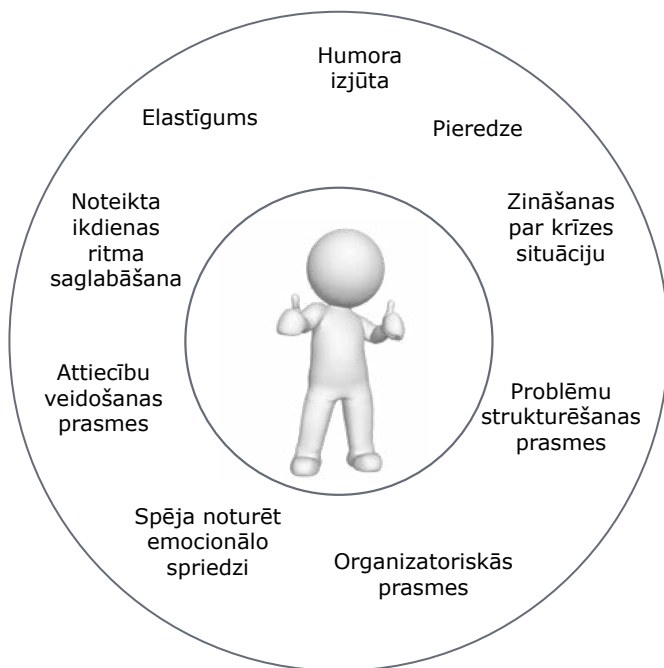 Humora
izjūta
Pieredze
Zināšanas
par krīzes
situāciju
Problēmu
strukturēšanas
prasmes
Organizatoriskās
prasmes
Spēja noturēt
emocionālo
spriedzi
Attiecību
veidošanas
prasmes
Noteikta
ikdienas
ritma
saglabāšana
Elastīgums